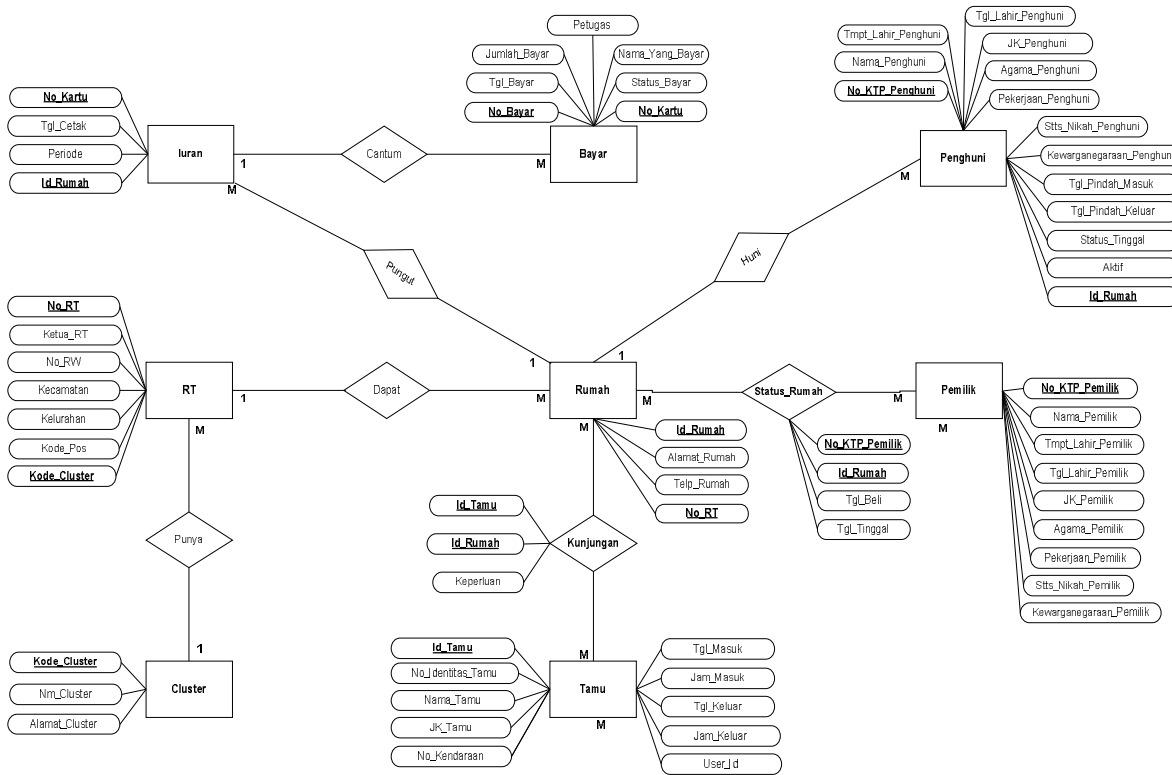 Petugas
Jumlah_Bayar
Nama_Yang_Bayar
Tgl_Bayar
Status_Bayar
No_Bayar
No_Kartu
Bayar
M
Cantum
1
No_Kartu
Tgl_Cetak
Periode
Id_Rumah
Iuran
M
Pungut
1
Tgl_Lahir_Penghuni
Tmpt_Lahir_Penghuni
JK_Penghuni
Nama_Penghuni
Agama_Penghuni
No_KTP_Penghuni
Pekerjaan_Penghuni
Stts_Nikah_Penghuni
Kewarganegaraan_Penghun
Tgl_Pindah_Masuk
Tgl_Pindah_Keluar
Status_Tinggal
Aktif
Id_Rumah
Penghuni
M
Huni
1
No_RT
Ketua_RT
No_RW
Kecamatan
Kelurahan
Kode_Pos
Kode_Cluster
RT
1
M
Dapat
M
Rumah
M
M
Id_Rumah
Alamat_Rumah
Telp_Rumah
No_RT
Status_Rumah
No_KTP_Pemilik
Id_Rumah
Tgl_Beli
Tgl_Tinggal
M
Pemilik
M
No_KTP_Pemilik
Nama_Pemilik
Tmpt_Lahir_Pemilik
Tgl_Lahir_Pemilik
JK_Pemilik
Agama_Pemilik
Pekerjaan_Pemilik
Stts_Nikah_Pemilik
Kewarganegaraan_Pemilik
Punya
1
Kode_Cluster
Nm_Cluster
Alamat_Cluster
Cluster
Id_Tamu
Id_Rumah
Keperluan
Kunjungan
M
Id_Tamu
No_Identitas_Tamu
Nama_Tamu
JK_Tamu
No_Kendaraan
Tamu
M
Tgl_Masuk
Jam_Masuk
Tgl_Keluar
Jam_Keluar
User_Id